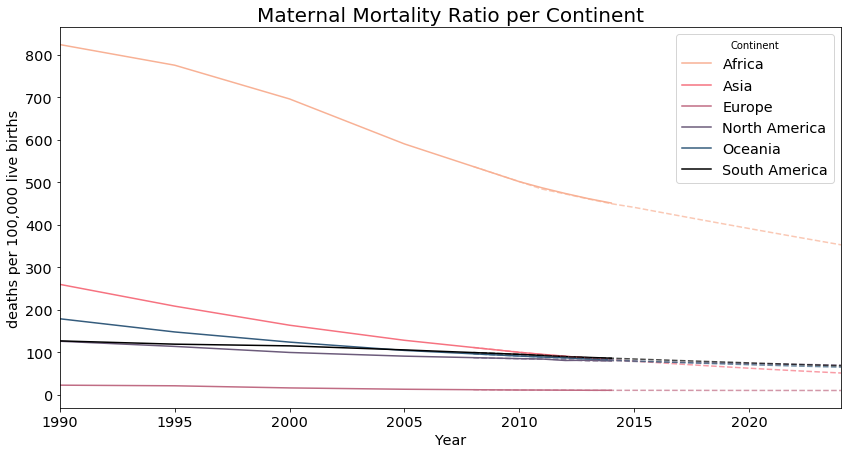 Maternal Mortality Ratio per Continent
deaths per 100,000 live births
800
700
600
500
400
300
200
100
0
Continent
Africa
Asia
Europe
North America
Oceania
South America
1990 1995 2000 2005 2010 2015 2020
Year